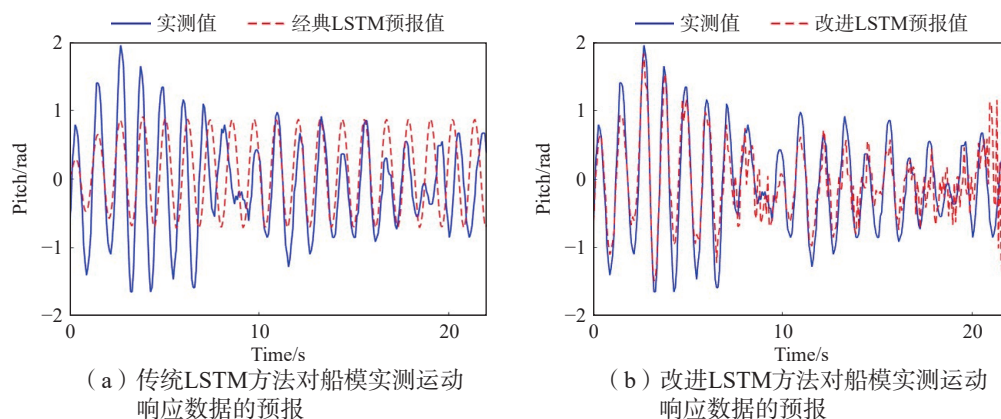 实测值 经典LSTM预报值
2
1
0
−1
−2
Pitch/rad
0 10 20
Time/s
（a）传统LSTM方法对船模实测运动
响应数据的预报
实测值 改进LSTM预报值
2
1
0
−1
−2
Pitch/rad
0 10 20
Time/s
（b）改进LSTM方法对船模实测运动
响应数据的预报